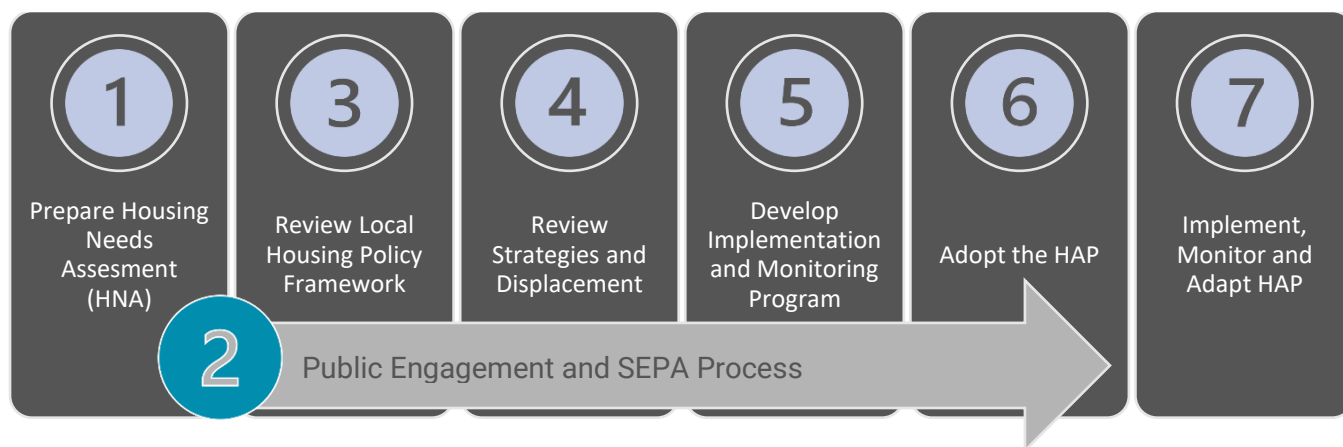 1
Prepare Housing
Needs
Assesment
(HNA)
3
Review Local
Housing Policy
Framework
4
Review
Strategies and
Displacement
5
Develop
Implementation
and Monitoring
Program
6
Adopt the HAP
7
Implement,
Monitor and
Adapt HAP
2
Public Engagement and SEPA Process